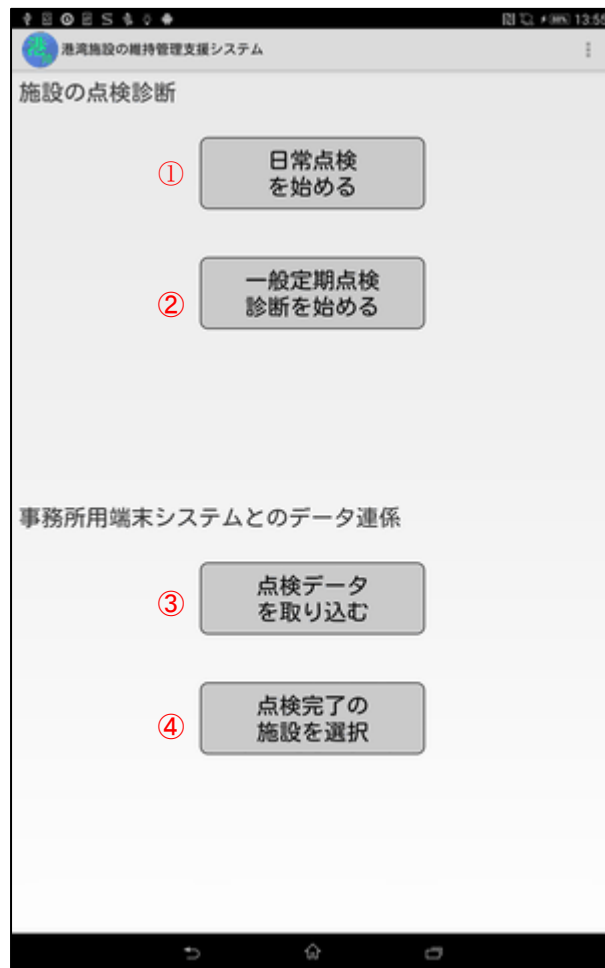 13:55
港湾施設の維持管理支援システム
施設の点検診断
①
日常点検
を始める
②
一般定期点検
診断を始める
事務所用端末システムとのデータ連係
③
点検データ
を取り込む
④
点検完了の
施設を選択